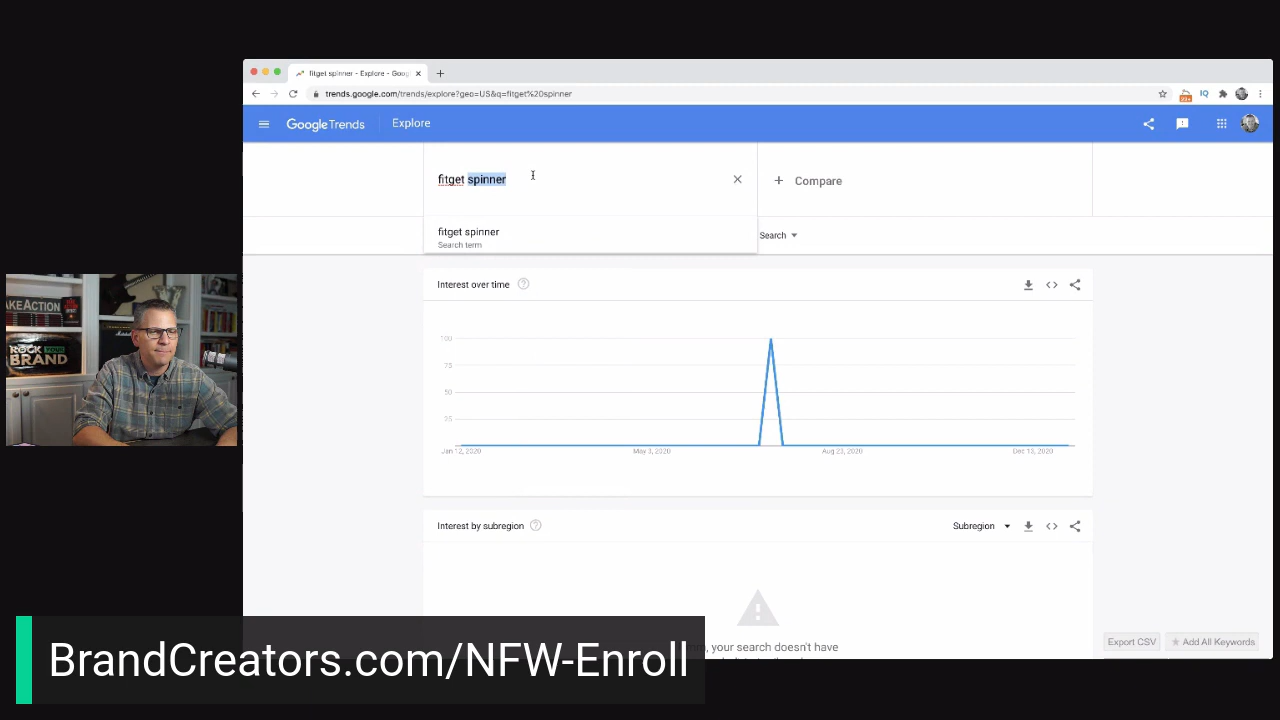 fitget spinner - Explore - Goog
trends.google.com/trends/explore?geo=US&q=fitget%20spinner
IQ
Google Trends
Explore
fitget spinner
+ Compare
fitget spinner
Search term
Search
Interest over time
100
75
50
25
Jan 12, 2020
May 3, 2020
Aug 23, 2020
Dec 13, 2020
Interest by subregion
Subregion
, your search doesn't have
Export CSV
Add All Keywords
AKEACTION
ROCK YOUR
BRAND
BrandCreators.com/NFW-Enroll